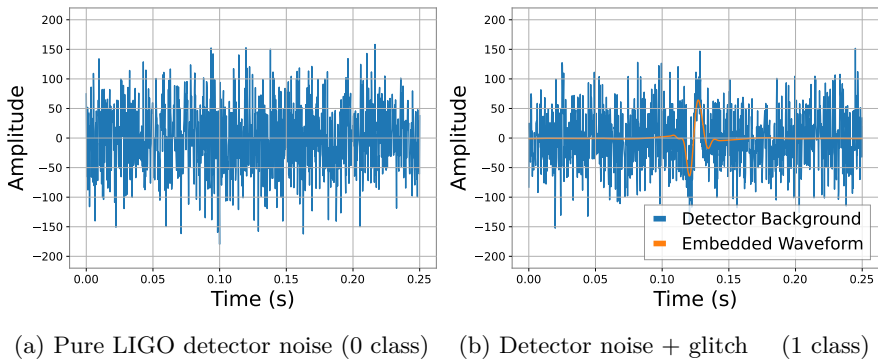 200
150
100
50
0
−50
−100
−150
−200
Amplitude
0.00 0.05 0.10 0.15 0.20 0.25
Time (s)
200
150
100
50
0
−50
−100
−150
−200
Amplitude
Detector Background
Embedded Waveform
0.00 0.05 0.10 0.15 0.20 0.25
Time (s)
(a) Pure LIGO detector noise (0 class) (b) Detector noise + glitch (1 class)